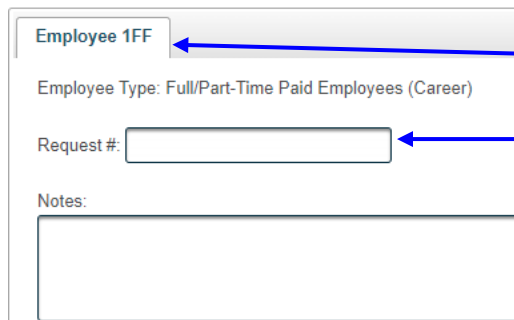 Employee 1FF
Employee Type: Full/Part-Time Paid Employees (Career)
Request #:
Notes: